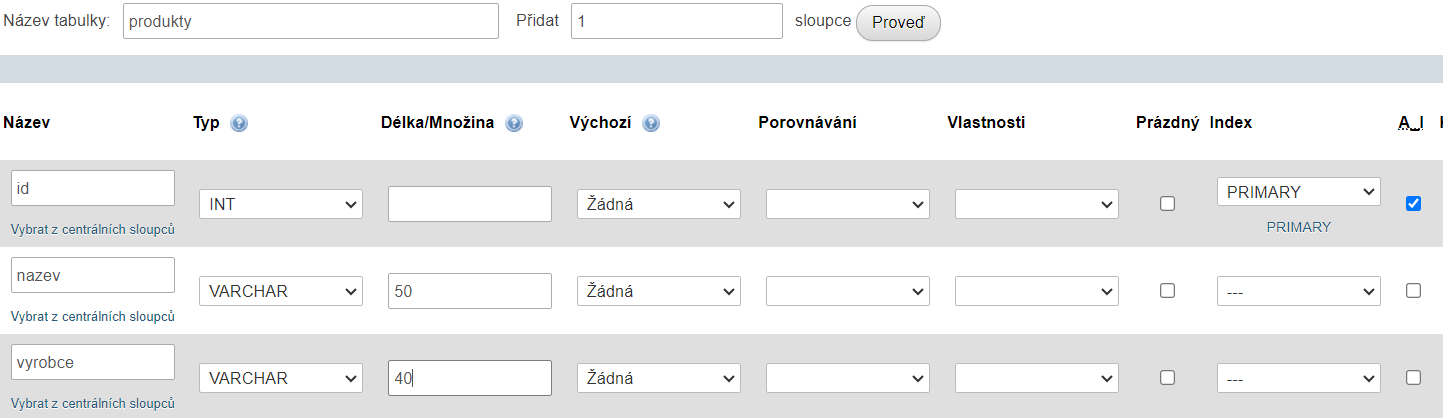 Název tabulky: produkty Přidat 1 sloupce Proveď
Název Typ Délka/Množina Výchozí Porovnávání Vlastnosti Prázdný Index A_I
id INT Žádná PRIMARY
Vybrat z centrálních sloupců PRIMARY
nazev VARCHAR 50 Žádná ---
Vybrat z centrálních sloupců
vyrobce VARCHAR 40 Žádná ---
Vybrat z centrálních sloupců